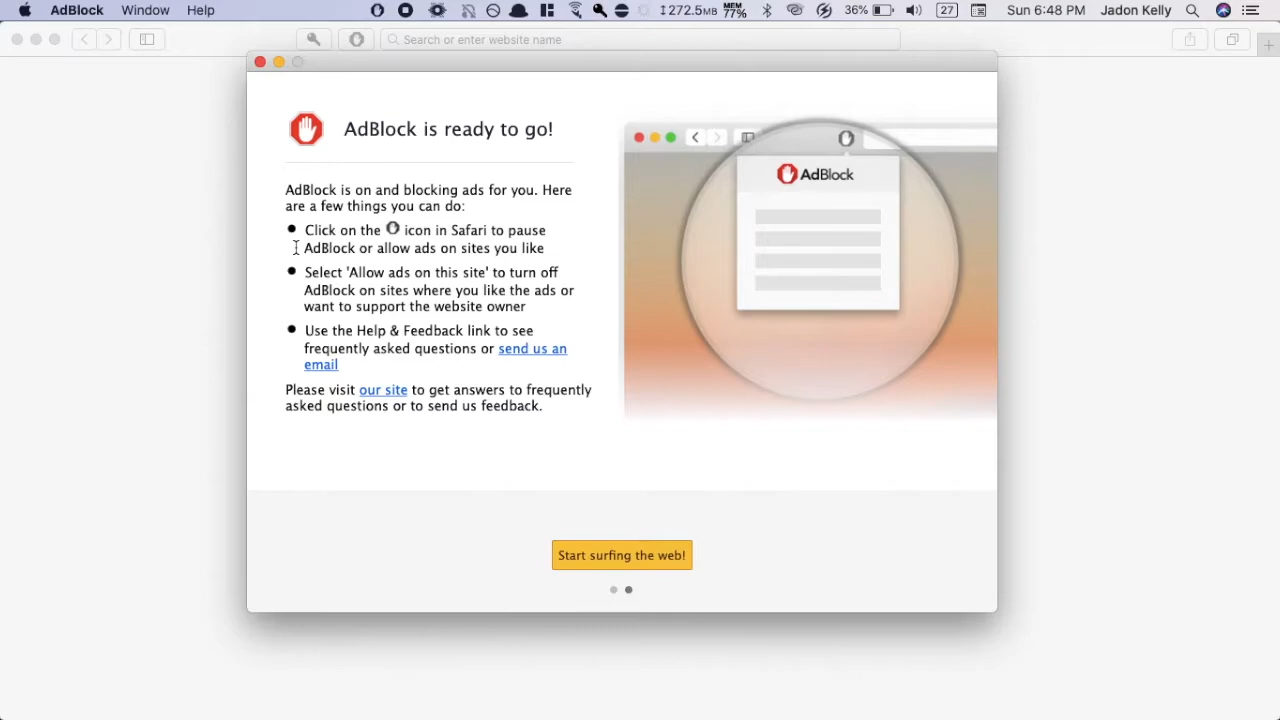 AdBlock Window Help 272.5MB MEM 77% 36% 27 Sun 6:48 PM Jadon Kelly
Search or enter website name
AdBlock is ready to go!
AdBlock
AdBlock is on and blocking ads for you. Here
are a few things you can do:
Click on the icon in Safari to pause
AdBlock or allow ads on sites you like
Select 'Allow ads on this site' to turn off
AdBlock on sites where you like the ads or
want to support the website owner
Use the Help & Feedback link to see
frequently asked questions or send us an
email
Please visit our site to get answers to frequently
asked questions or to send us feedback.
Start surfing the web!